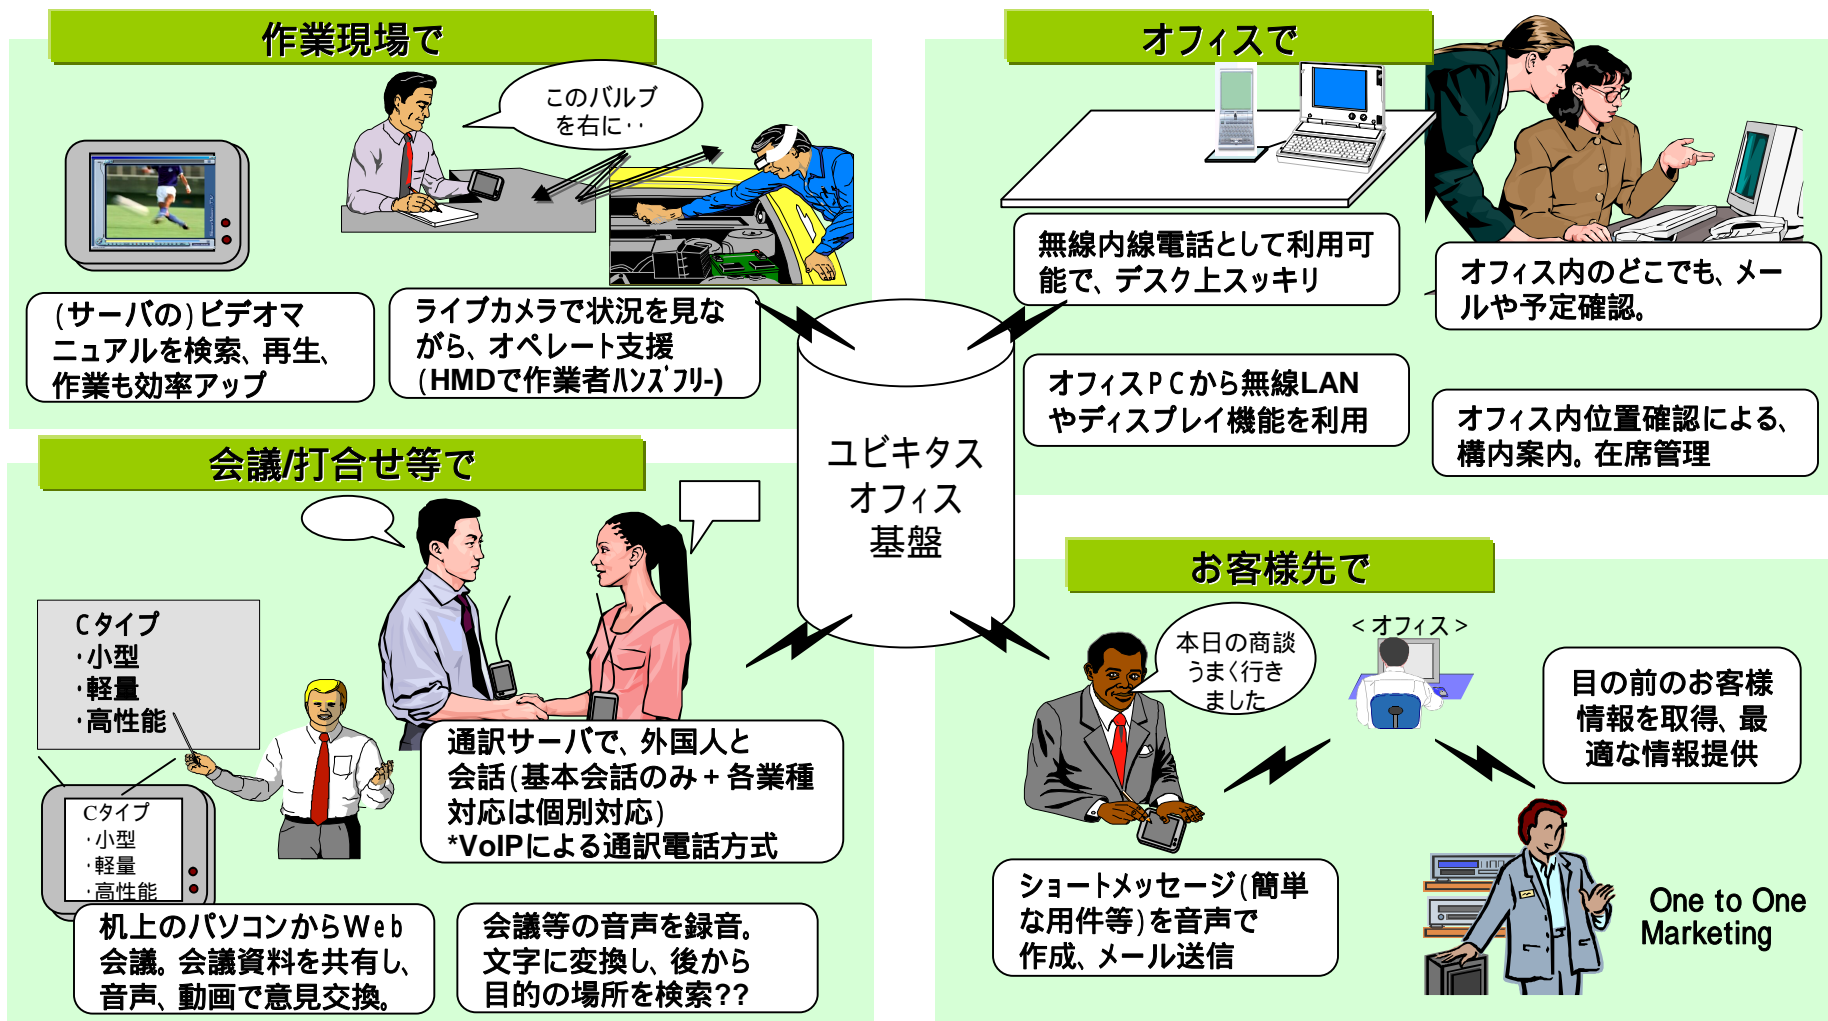 作業現場で
このバルブ
を右に‥
(サーバの)ビデオマ
ニュアルを検索、再生、
作業も効率アップ
ライブカメラで状況を見な
がら、オペレート支援
(HMDで作業者ﾊﾝｽﾞﾌﾘｰ)
オフィスで
無線内線電話として利用可
能で、デスク上スッキリ
オフィス内のどこでも、メー
ルや予定確認。
オフィスＰＣから無線LAN
やディスプレイ機能を利用
オフィス内位置確認による、
構内案内。在席管理
ユビキタス
オフィス
基盤
会議/打合せ等で
Cタイプ
・小型
・軽量
・高性能
Cタイプ
・小型
・軽量
・高性能
通訳サーバで、外国人と
会話(基本会話のみ＋各業種
対応は個別対応)
*VoIPによる通訳電話方式
机上のパソコンからＷｅｂ
会議。会議資料を共有し、
音声、動画で意見交換。
会議等の音声を録音。
文字に変換し、後から
目的の場所を検索??
お客様先で
本日の商談
うまく行き
ました
＜オフィス＞
目の前のお客様
情報を取得、最
適な情報提供
ショートメッセージ(簡単
な用件等)を音声で
作成、メール送信
One to One
Marketing